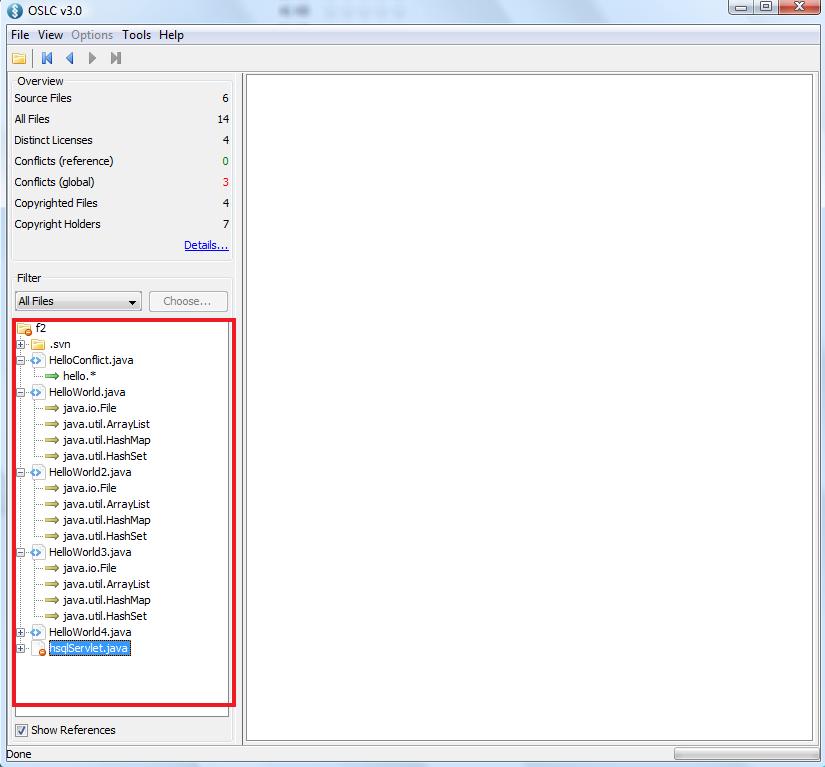 OSLC v3.0
File View Options Tools Help
Overview
Source Files 6
All Files 14
Distinct Licenses 4
Conflicts (reference) 0
Conflicts (global) 3
Copyrighted Files 4
Copyright Holders 7
Details...
Filter
All Files Choose...
f2
.svn
HelloConflict.java
hello.*
HelloWorld.java
java.io.File
java.util.ArrayList
java.util.HashMap
java.util.HashSet
HelloWorld2.java
java.io.File
java.util.ArrayList
java.util.HashMap
java.util.HashSet
HelloWorld3.java
java.io.File
java.util.ArrayList
java.util.HashMap
java.util.HashSet
HelloWorld4.java
hsqlServlet.java
Show References
Done